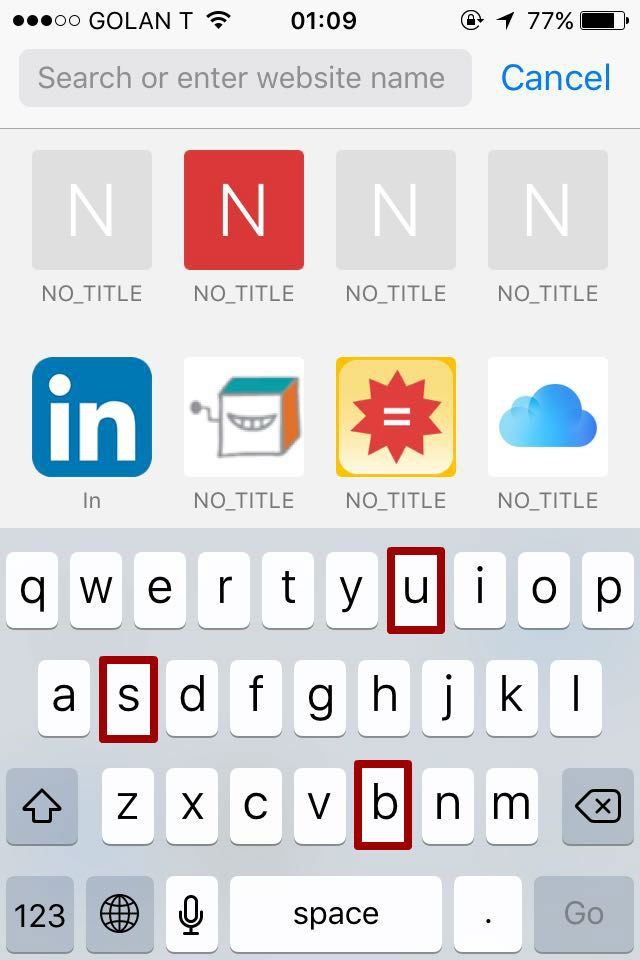 GOLAN T 01:09 77%
Search or enter website name Cancel
N N N N
NO_TITLE NO_TITLE NO_TITLE NO_TITLE
in =
In NO_TITLE NO_TITLE NO_TITLE
q w e r t y u i o p
a s d f g h j k l
z x c v b n m
123 space . Go